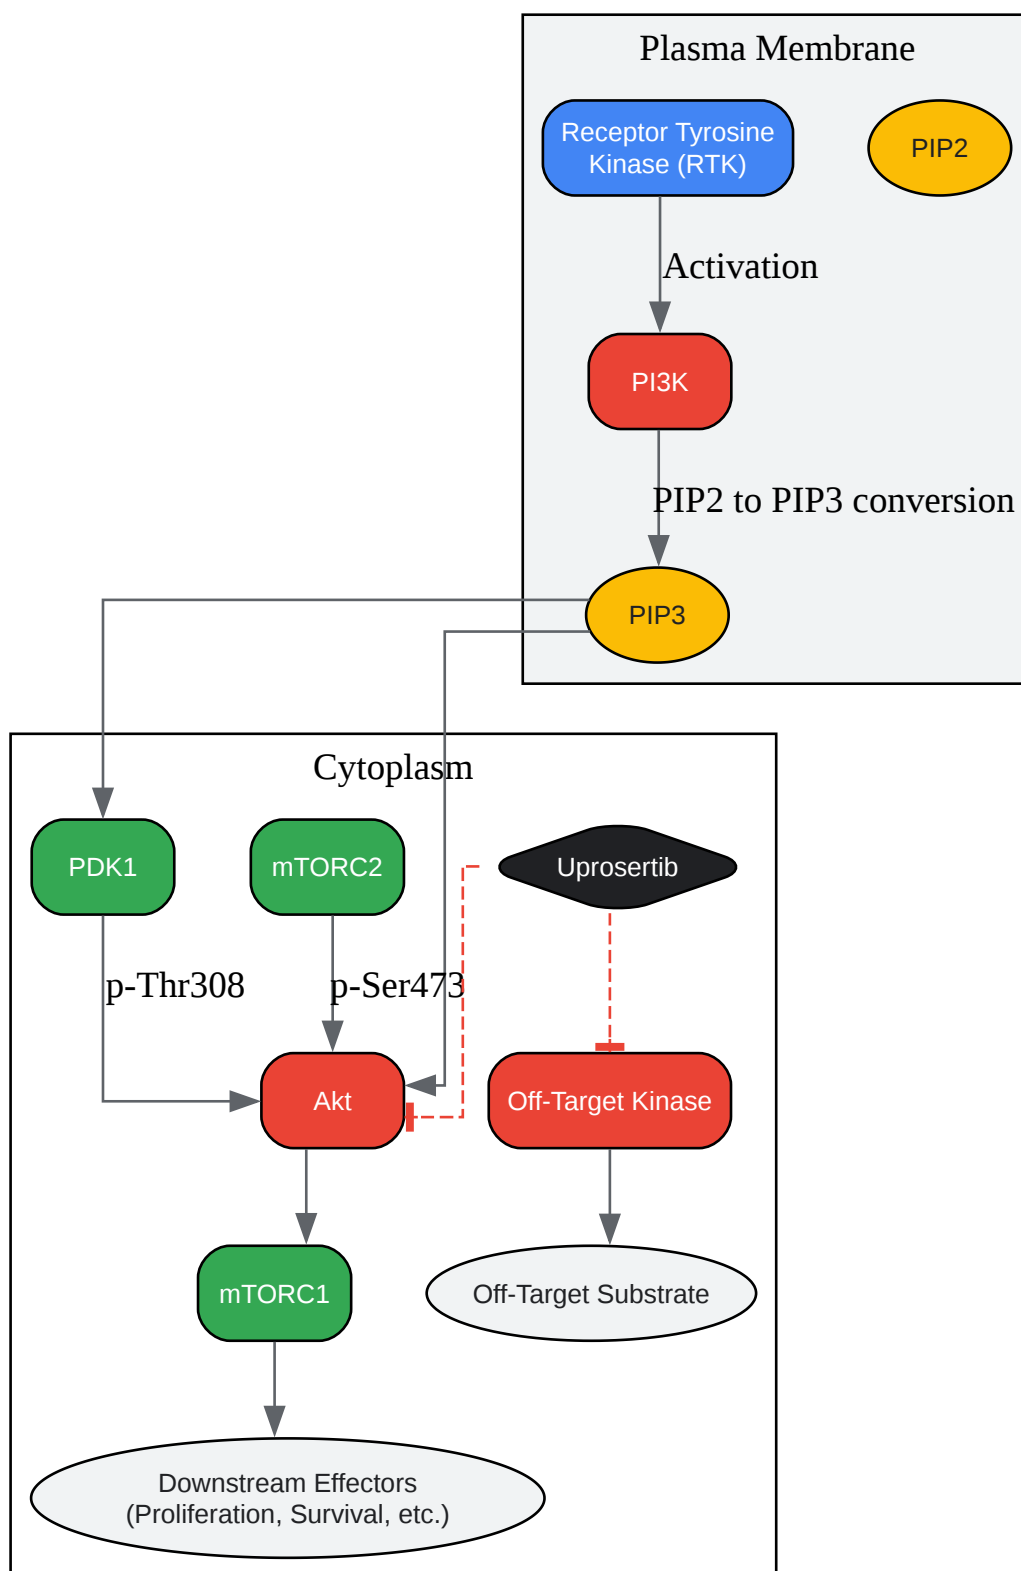 Plasma Membrane
Receptor Tyrosine
Kinase (RTK)
PIP2
Activation
PI3K
PIP2 to PIP3 conversion
PIP3
Cytoplasm
PDK1
mTORC2
Uprosertib
p-Thr308
p-Ser473
Akt
Off-Target Kinase
mTORC1
Off-Target Substrate
Downstream Effectors
(Proliferation, Survival, etc.)